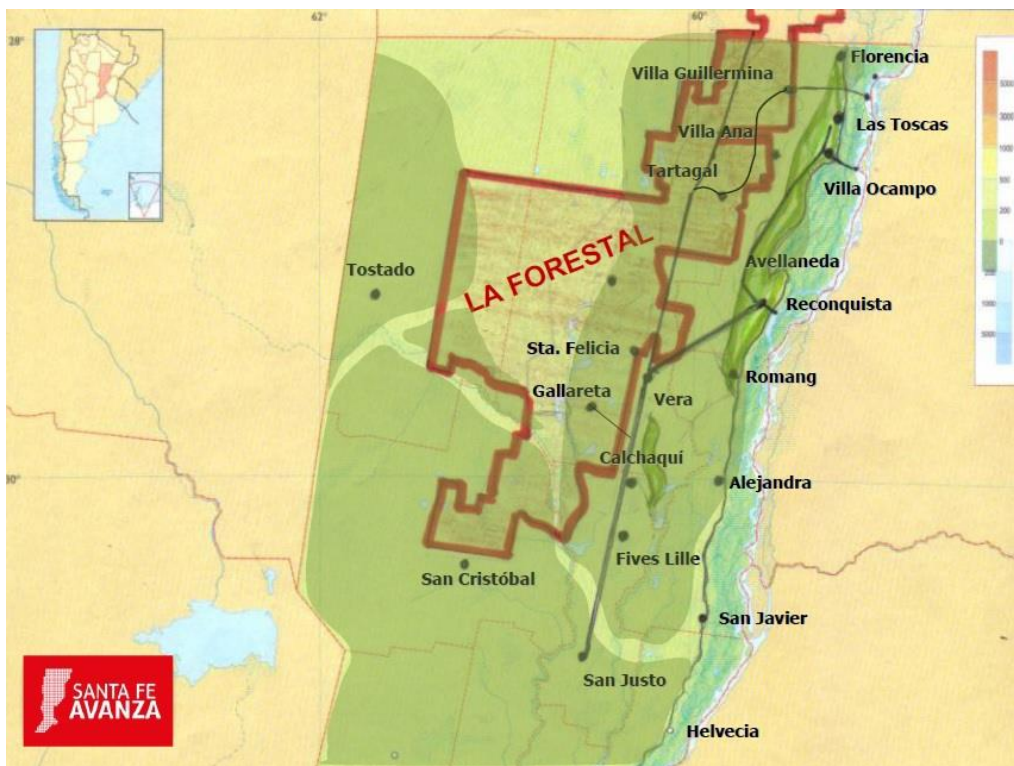 62
60
28°
Florencia
Villa Guillermina
Las Toscas
Villa Ana
Tartagal
Villa Ocampo
LA FORESTAL
Avellaneda
Tostado
Reconquista
Sta. Felicia
Romang
Gallareta
Vera
Calchaquí
Alejandra
Fives Lille
San Cristóbal
San Javier
San Justo
SANTA FE
AVANZA
Helvecia